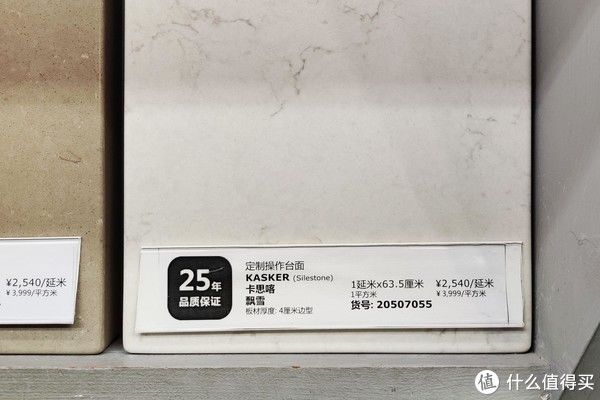 ¥2,540/延米
¥3,999/平方米
25年
品质保证
定制操作台面
KASKER (Silestone)
卡思喀
飘雪
板材厚度: 4厘米边型
1延米x63.5厘米 ¥2,540/延米
1平方米 ¥3,999/平方米
货号: 20507055
值 什么值得买